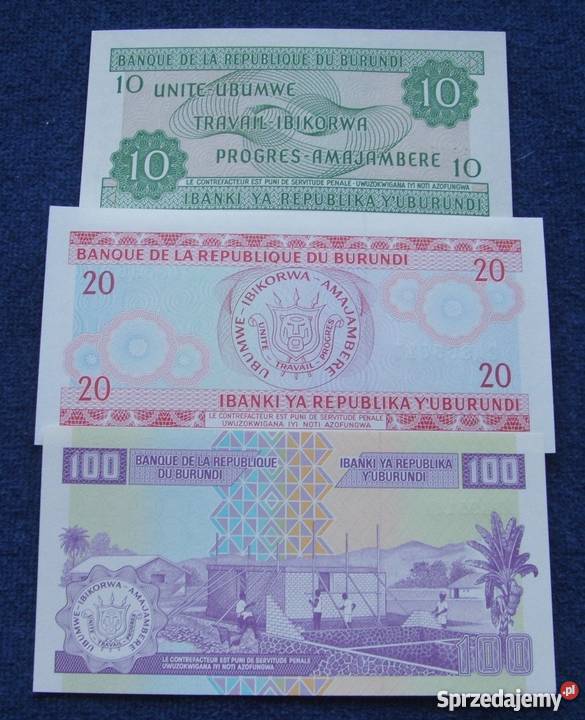 BANQUE DE LA REPUBLIQUE DU BURUNDI
10 UNITE-UBUMWE 10
TRAVAIL-IBIKORWA
10 PROGRES-AMAJAMBERE 10
LE CONTREFACTEUR EST PUNI DE SERVITUDE PENALE - UWUZOKWIGANA IYI NOTI AZOFUNGWA
IBANKI YA REPUBLIKA Y'UBURUNDI
BANQUE DE LA REPUBLIQUE DU BURUNDI
20 20
UBUMWE - IBIKORWA - AMAJAMBERE
UNITE - TRAVAIL - PROGRES
20 20
IBANKI YA REPUBLIKA Y'UBURUNDI
LE CONTREFACTEUR EST PUNI DE SERVITUDE PENALE
UWUZOKWIGANA IYI NOTI AZOFUNGWA
100 BANQUE DE LA REPUBLIQUE IBANKI YA REPUBLIKA 100
DU BURUNDI Y'UBURUNDI
UBUMWE - IBIKORWA - AMAJAMBERE
UNITE - TRAVAIL - PROGRES
100
LE CONTREFACTEUR EST PUNI DE SERVITUDE PENALE
UWUZOKWIGANA IYI NOTI AZOFUNGWA
Sprzedajemy.pl